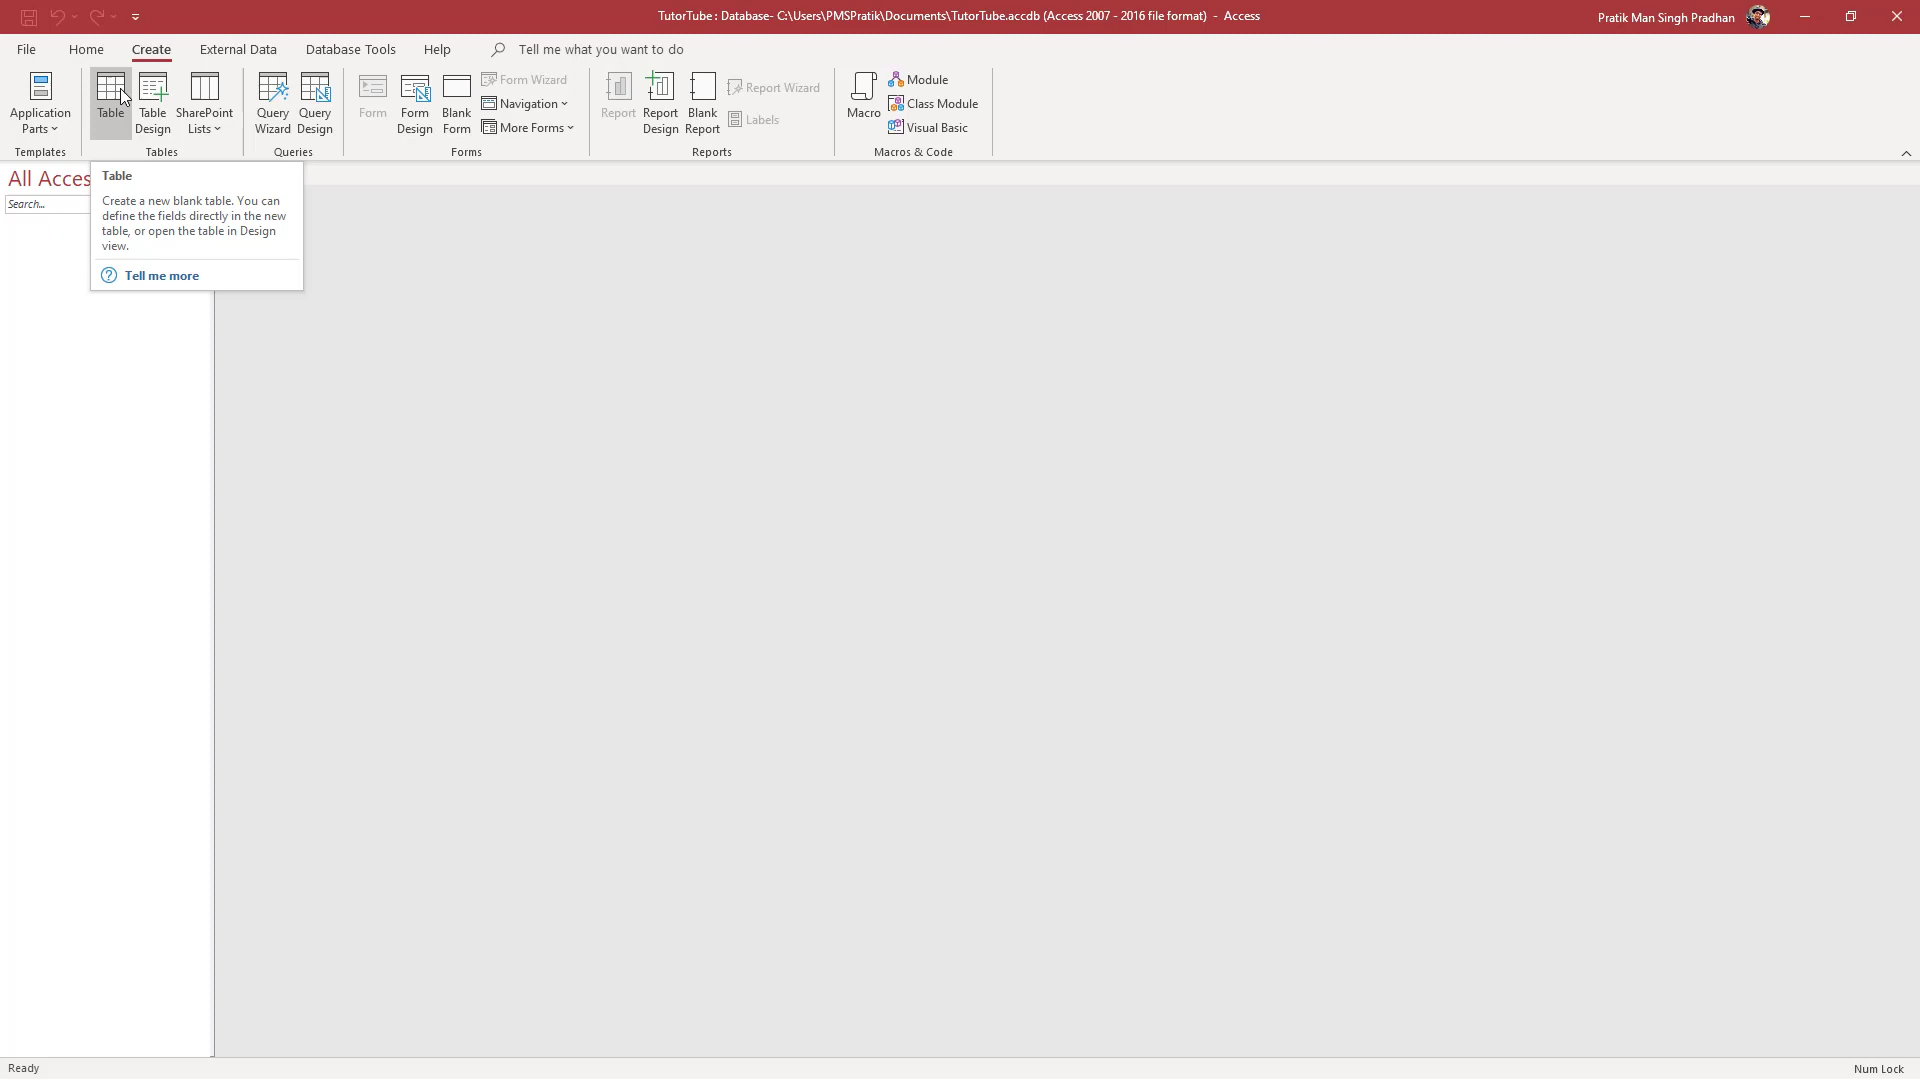 TutorTube : Database- C:\Users\PMSPratik\Documents\TutorTube.accdb (Access 2007 - 2016 file format) - Access
Pratik Man Singh Pradhan
File Home Create External Data Database Tools Help Tell me what you want to do
Application
Parts
Templates
Table
Table
Design
SharePoint
Lists
Tables
Query
Wizard
Query
Design
Queries
Form
Form
Design
Blank
Form
Form Wizard
Navigation
More Forms
Forms
Report
Report
Design
Blank
Report
Report Wizard
Labels
Reports
Macro
Module
Class Module
Visual Basic
Macros & Code
All Acces
Search...
Table
Create a new blank table. You can
define the fields directly in the new
table, or open the table in Design
view.
? Tell me more
Ready
Num Lock